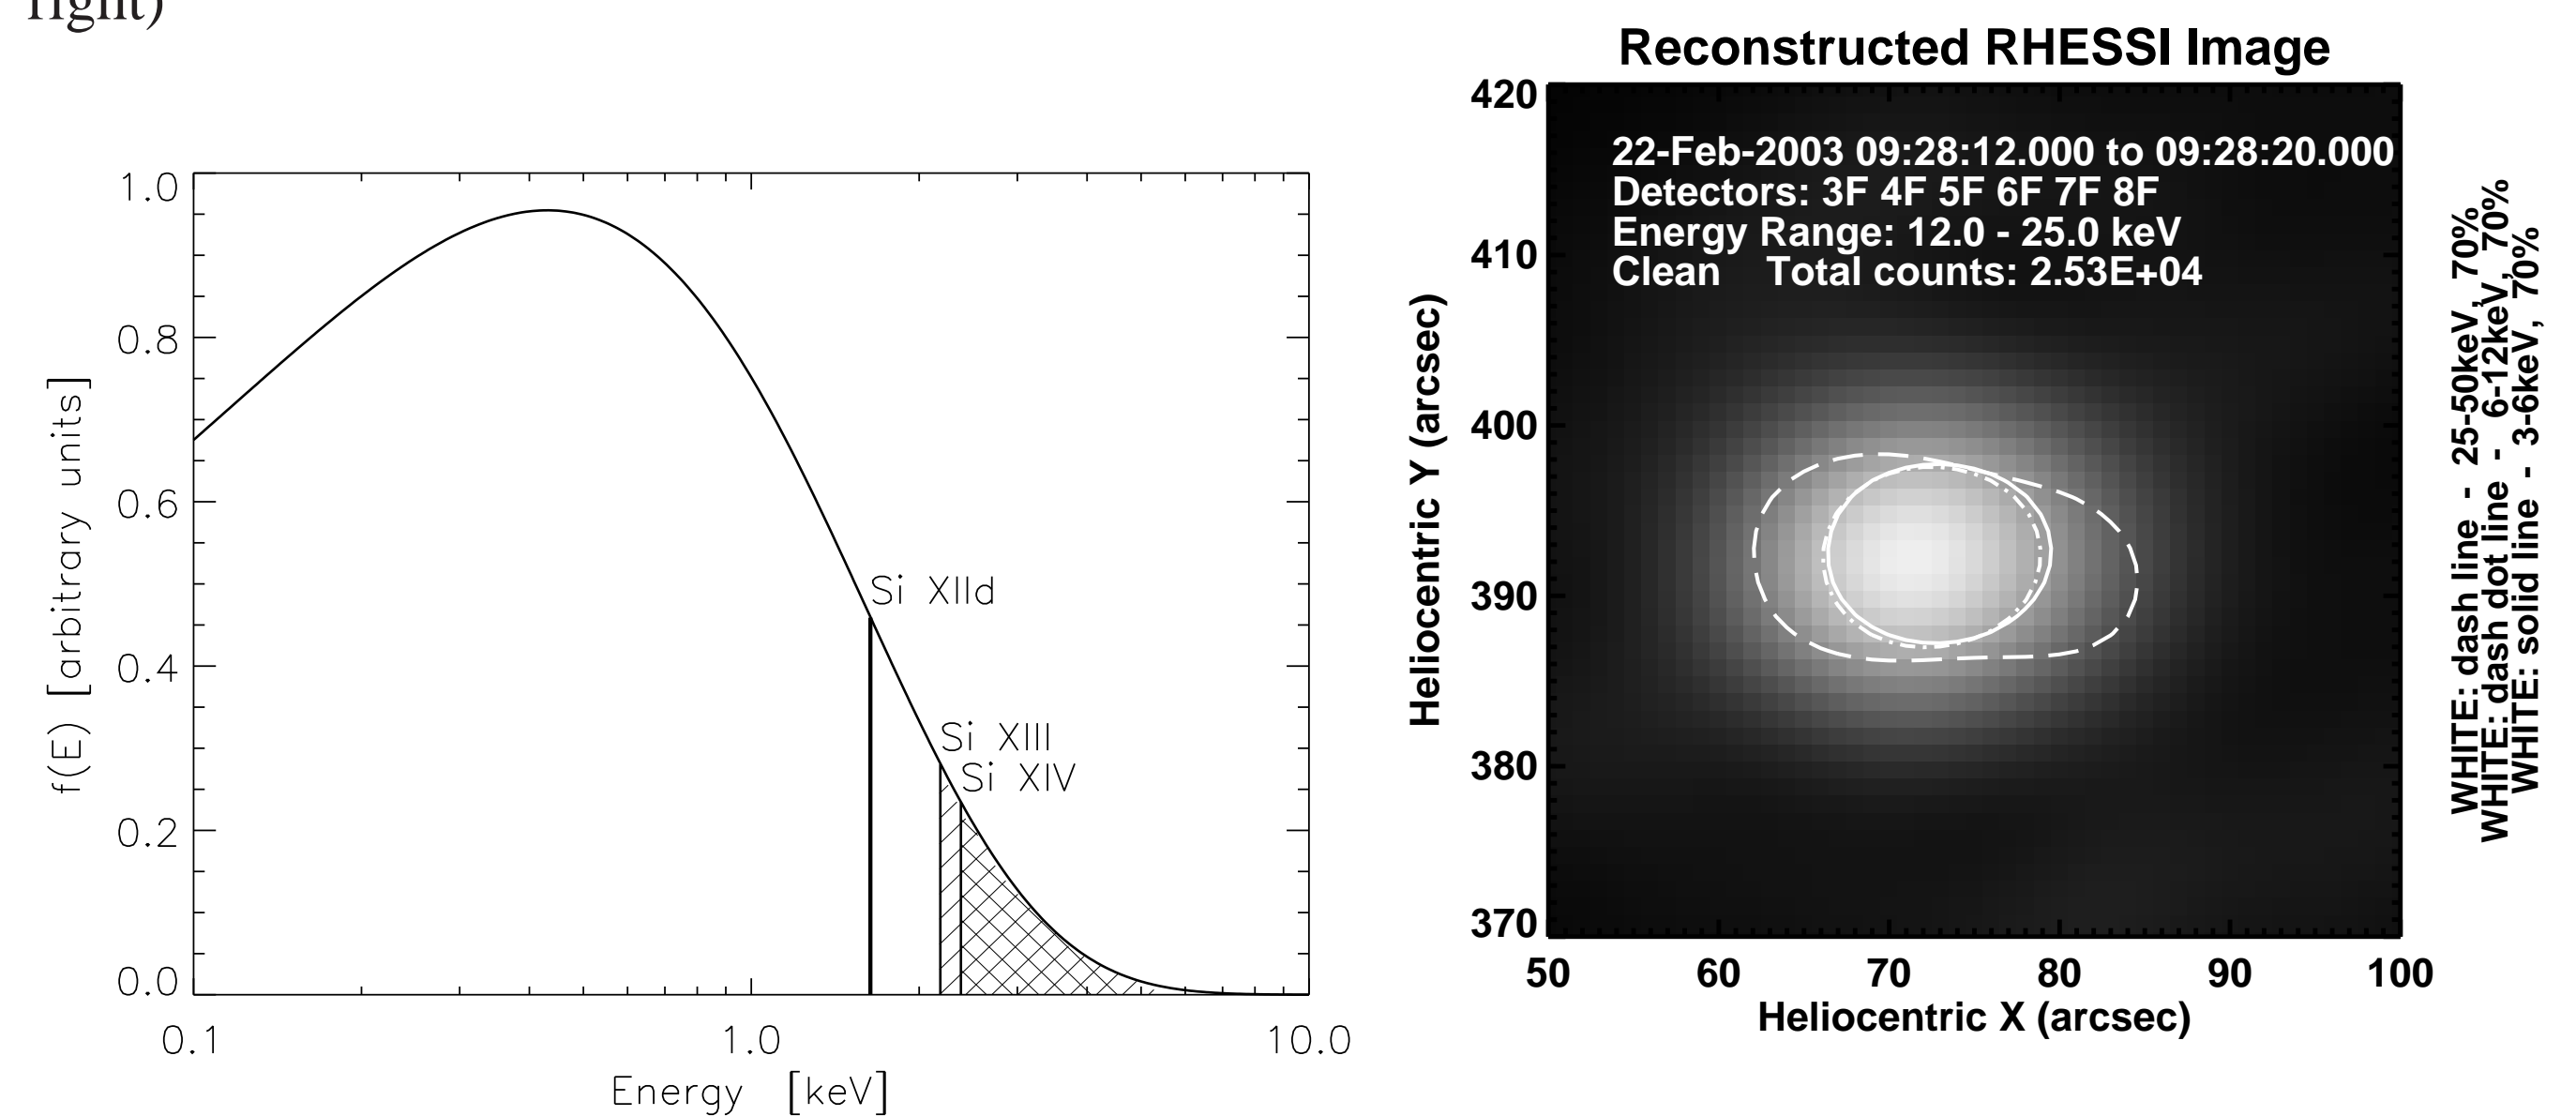 right)
1.0
0.8
0.6
0.4
0.2
0.0
f(E) [arbitrary units]
Si XIId
Si XIII
Si XIV
0.1 1.0 10.0
Energy [keV]
Reconstructed RHESSI Image
22-Feb-2003 09:28:12.000 to 09:28:20.000
Detectors: 3F 4F 5F 6F 7F 8F
Energy Range: 12.0 - 25.0 keV
Clean Total counts: 2.53E+04
420
410
400
390
380
370
Heliocentric Y (arcsec)
50 60 70 80 90 100
Heliocentric X (arcsec)
WHITE: dash line - 25-50keV, 70%
WHITE: dash dot line - 6-12keV, 70%
WHITE: solid line - 3-6keV, 70%